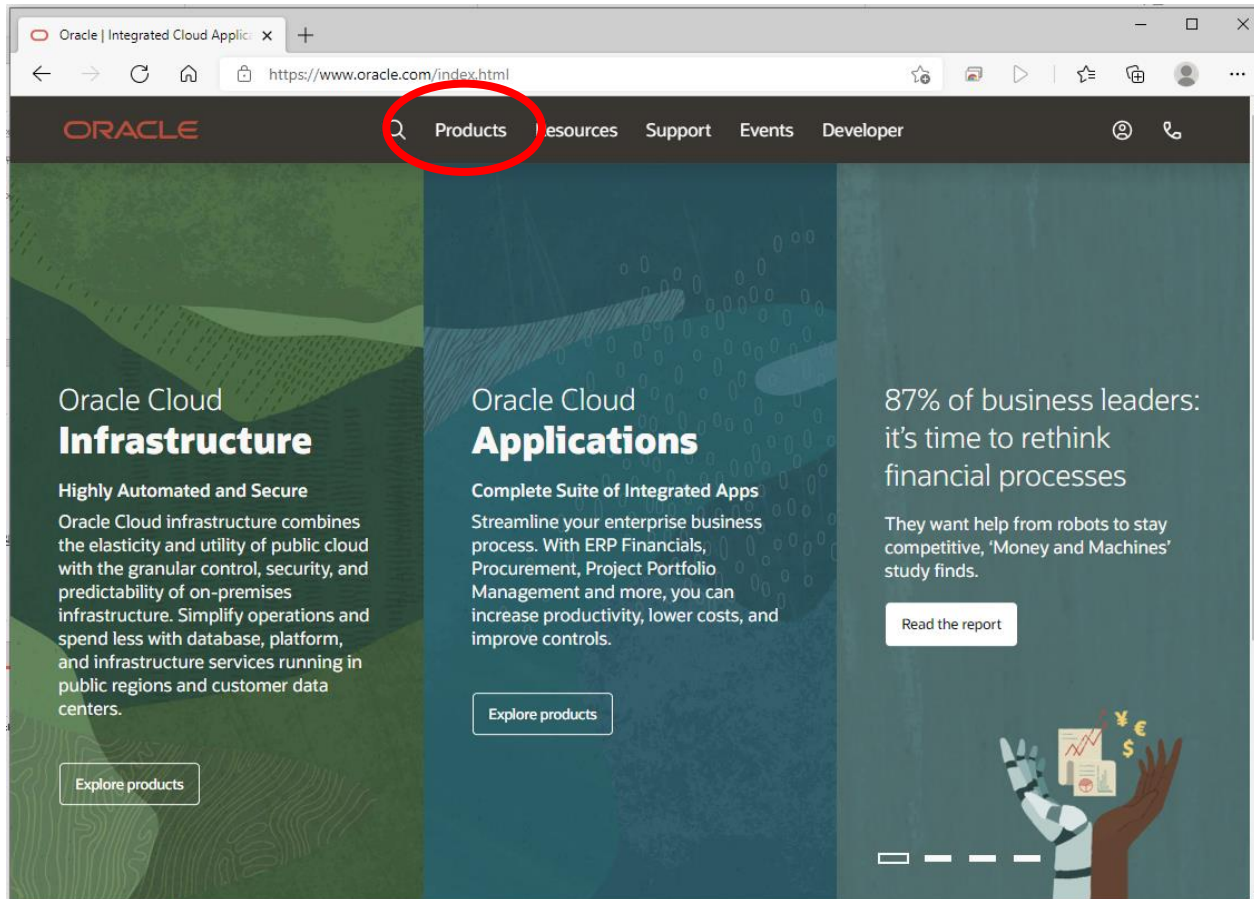 Oracle | Integrated Cloud Applic
https://www.oracle.com/index.html
ORACLE Products Resources Support Events Developer
Oracle Cloud
Infrastructure
Highly Automated and Secure
Oracle Cloud infrastructure combines
the elasticity and utility of public cloud
with the granular control, security, and
predictability of on-premises
infrastructure. Simplify operations and
spend less with database, platform,
and infrastructure services running in
public regions and customer data
centers.
Explore products
Oracle Cloud
Applications
Complete Suite of Integrated Apps
Streamline your enterprise business
process. With ERP Financials,
Procurement, Project Portfolio
Management and more, you can
increase productivity, lower costs, and
improve controls.
Explore products
87% of business leaders:
it's time to rethink
financial processes
They want help from robots to stay
competitive, ‘Money and Machines’
study finds.
Read the report
¥ €
$